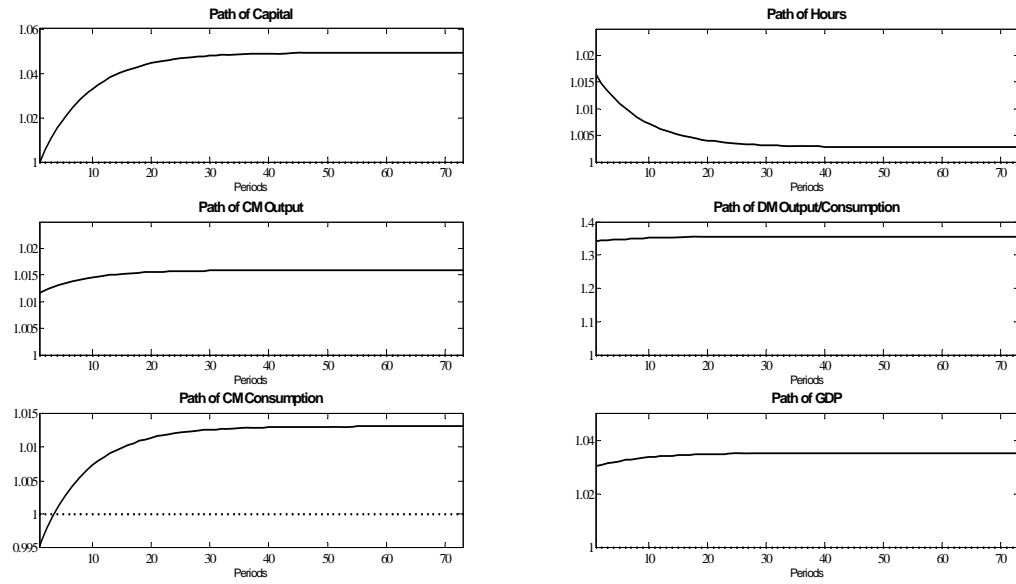 Path of Capital
1.06
1.04
1.02
1
10 20 30 40 50 60 70
Periods
Path of Hours
1.02
1.015
1.01
1.005
1
10 20 30 40 50 60 70
Periods
Path of CM Output
1.02
1.015
1.01
1.005
1
10 20 30 40 50 60 70
Periods
Path of DM Output/Consumption
1.4
1.3
1.2
1.1
1
10 20 30 40 50 60 70
Periods
Path of CM Consumption
1.015
1.01
1.005
1
0.995
10 20 30 40 50 60 70
Periods
Path of GDP
1.04
1.02
1
10 20 30 40 50 60 70
Periods